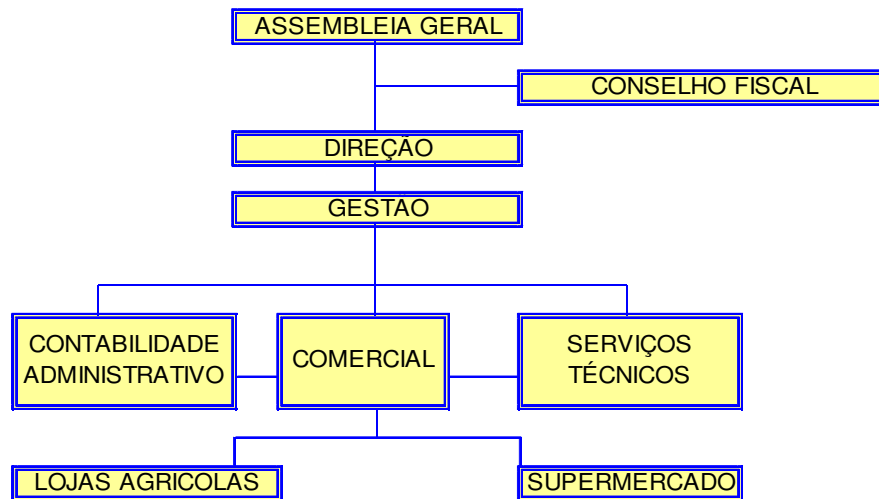 ASSEMBLEIA GERAL
CONSELHO FISCAL
DIREÇÃO
GESTÃO
CONTABILIDADE
ADMINISTRATIVO
COMERCIAL
SERVIÇOS
TÉCNICOS
LOJAS AGRICOLAS
SUPERMERCADO